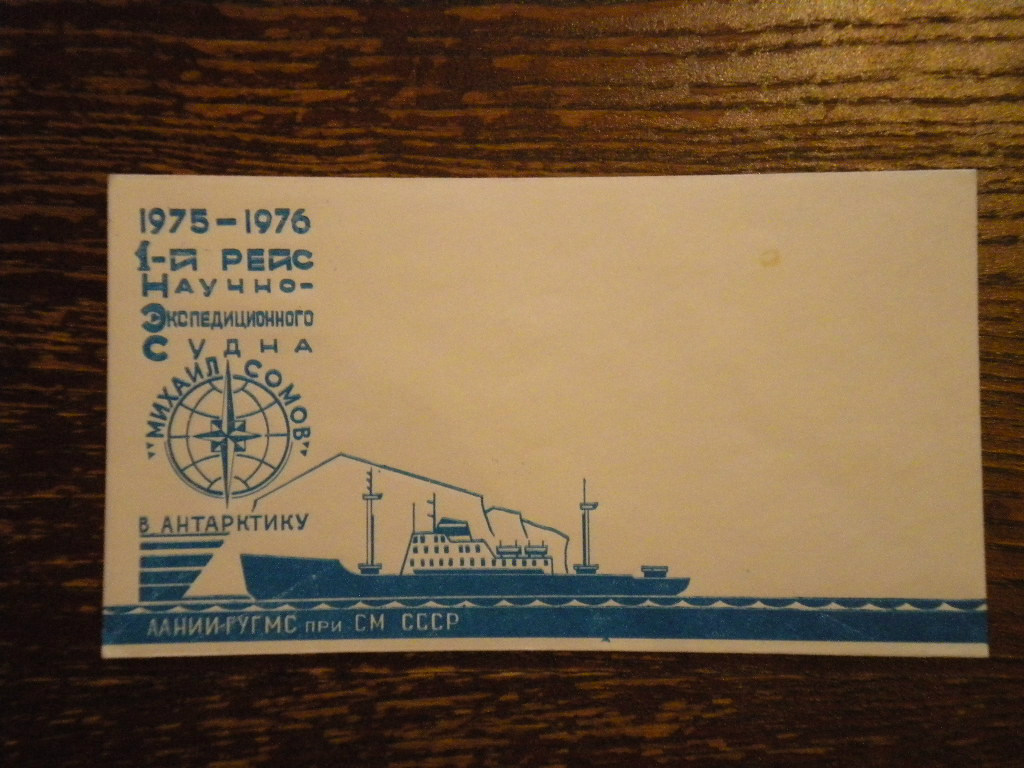 1975-1976
1-Й РЕЙС
НАУЧНО-
ЭКСПЕДИЦИОННОГО
СУДНА
"МИХАИЛ СОМОВ"
В АНТАРКТИКУ
ААНИИ-ГУГМС ПРИ СМ СССР